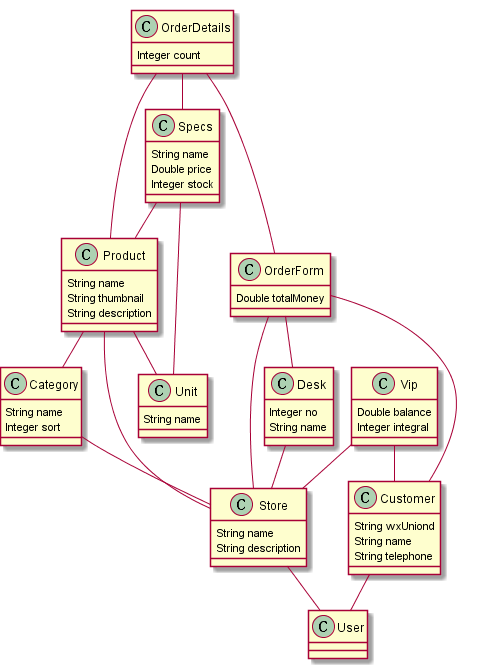 C OrderDetails
Integer count
C Specs
String name
Double price
Integer stock
C Product
String name
String thumbnail
String description
C OrderForm
Double totalMoney
C Category
String name
Integer sort
C Unit
String name
C Desk
Integer no
String name
C Vip
Double balance
Integer integral
C Store
String name
String description
C Customer
String wxUniond
String name
String telephone
C User